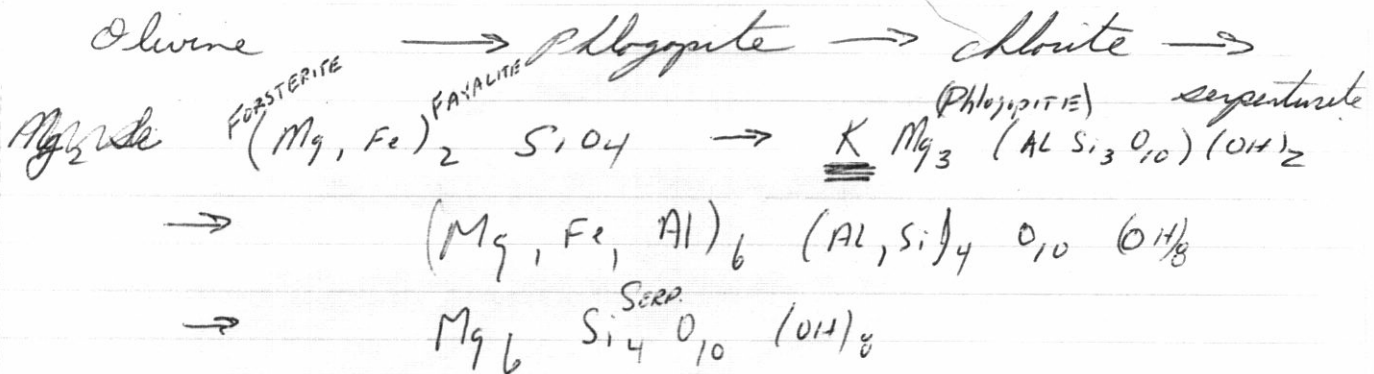 Olivine → Phlogopite → chlorite →
FORSTERITE FAYALITE (PhlogopiTE) serpenturete
(Mg, Fe)₂ SiO4 → K Mg₃ (AL Si₃ O₁₀) (OH)₂
→ (Mg, Fe, Al)₆ (AL, Si)₄ O₁₀ (OH)₈
SERP.
→ Mg₆ Si₄ O₁₀ (OH)₈